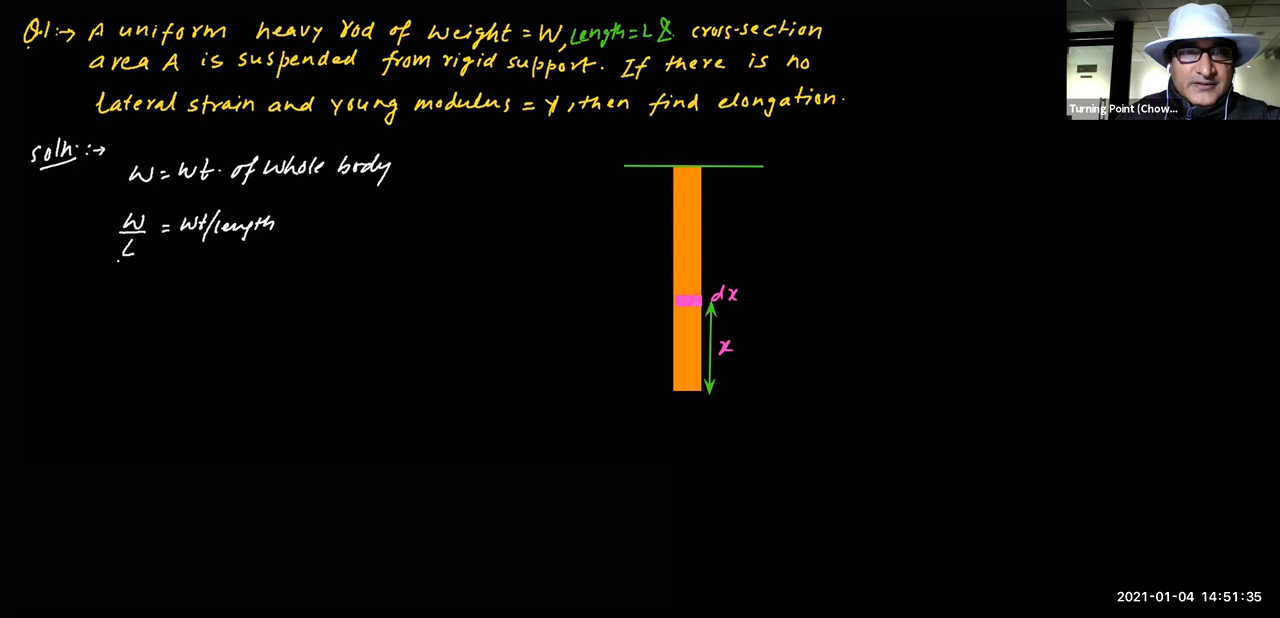 Q.1:→ A uniform heavy rod of weight = W, Length = L & cross-section
area A is suspended from rigid support. If there is no
lateral strain and young modulus = Y, then find elongation.
Soln:→
W = Wt. of whole body
W/L = Wt/length
dx
x
Turning Point (Chow...
2021-01-04 14:51:35